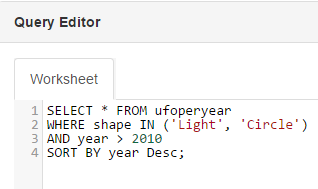 Query Editor
Worksheet
1 SELECT * FROM ufoperyear
2 WHERE shape IN ('Light', 'Circle')
3 AND year > 2010
4 SORT BY year Desc;